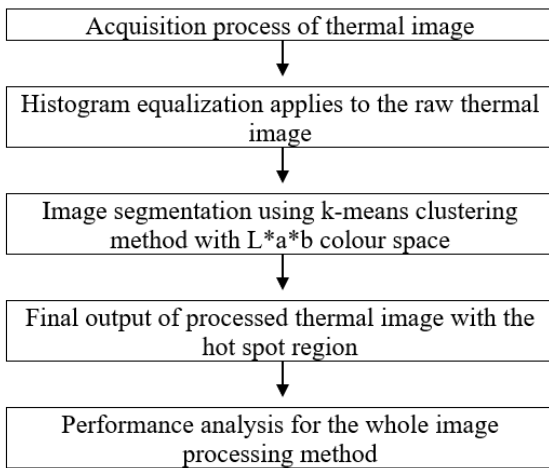 Acquisition process of thermal image
Histogram equalization applies to the raw thermal
image
Image segmentation using k-means clustering
method with L*a*b colour space
Final output of processed thermal image with the
hot spot region
Performance analysis for the whole image
processing method